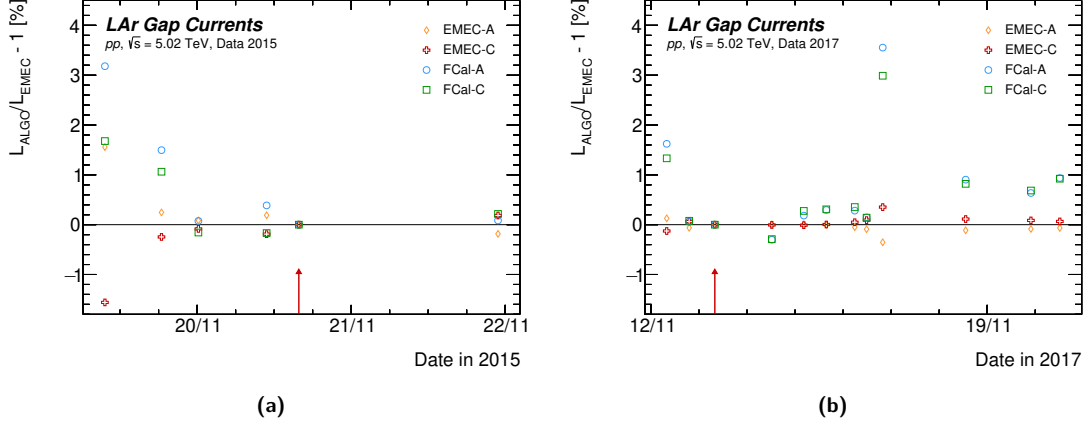 L_ALGO/L_EMEC - 1 [%]
LAr Gap Currents
pp, √s = 5.02 TeV, Data 2015
EMEC-A
EMEC-C
FCal-A
FCal-C
4
3
2
1
0
−1
20/11
21/11
22/11
Date in 2015
(a)
L_ALGO/L_EMEC - 1 [%]
LAr Gap Currents
pp, √s = 5.02 TeV, Data 2017
EMEC-A
EMEC-C
FCal-A
FCal-C
4
3
2
1
0
−1
12/11
19/11
Date in 2017
(b)